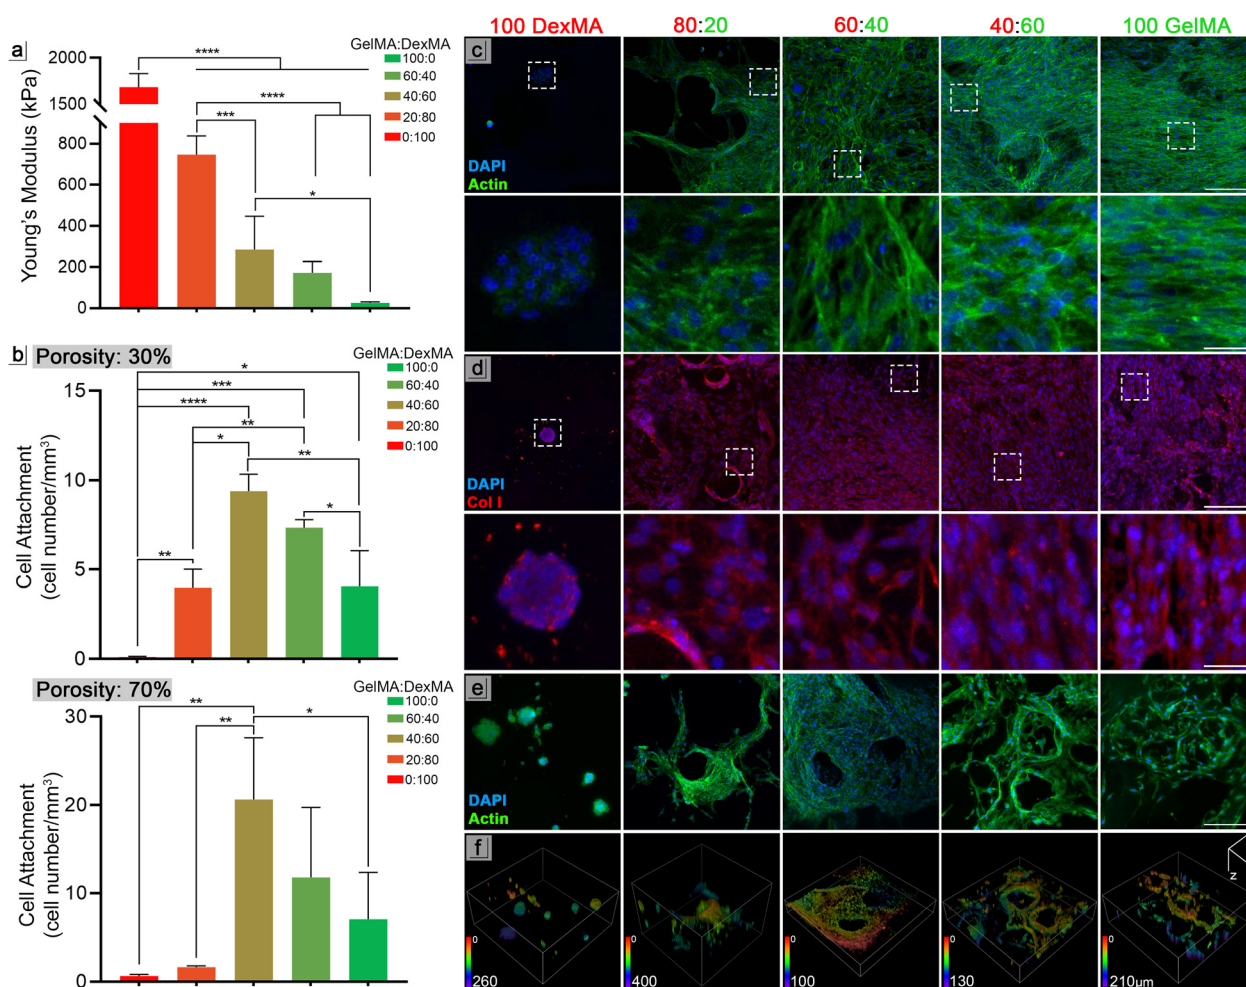 a
GelMA:DexMA
100:0
60:40
40:60
20:80
0:100
Young's Modulus (kPa)
2000
1500
800
600
400
200
0
****
****
***
*
b
Porosity: 30%
GelMA:DexMA
100:0
60:40
40:60
20:80
0:100
Cell Attachment
(cell number/mm³)
15
10
5
0
*
***
****
**
*
**
*
**
Porosity: 70%
GelMA:DexMA
100:0
60:40
40:60
20:80
0:100
Cell Attachment
(cell number/mm³)
30
20
10
0
**
**
*
100 DexMA
80:20
60:40
40:60
100 GelMA
c
DAPI
Actin
d
DAPI
Col I
e
DAPI
Actin
f
z
0
260
0
400
0
100
0
130
0
210µm